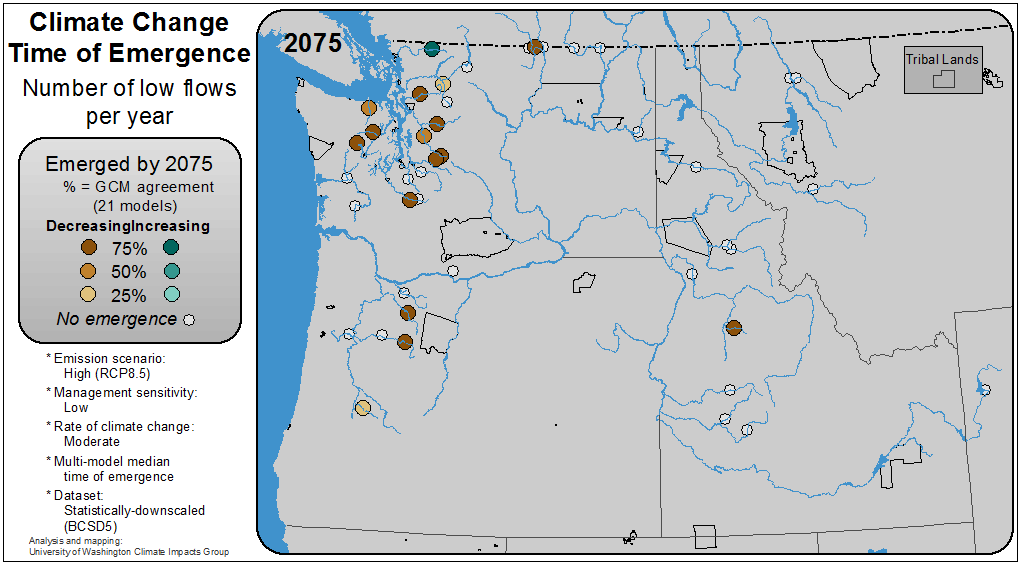 Climate Change
Time of Emergence
Number of low flows
per year
Emerged by 2075
% = GCM agreement
(21 models)
DecreasingIncreasing
75%
50%
25%
No emergence
* Emission scenario:
High (RCP8.5)
* Management sensitivity:
Low
* Rate of climate change:
Moderate
* Multi-model median
time of emergence
* Dataset:
Statistically-downscaled
(BCSD5)
Analysis and mapping:
University of Washington Climate Impacts Group
2075
Tribal Lands